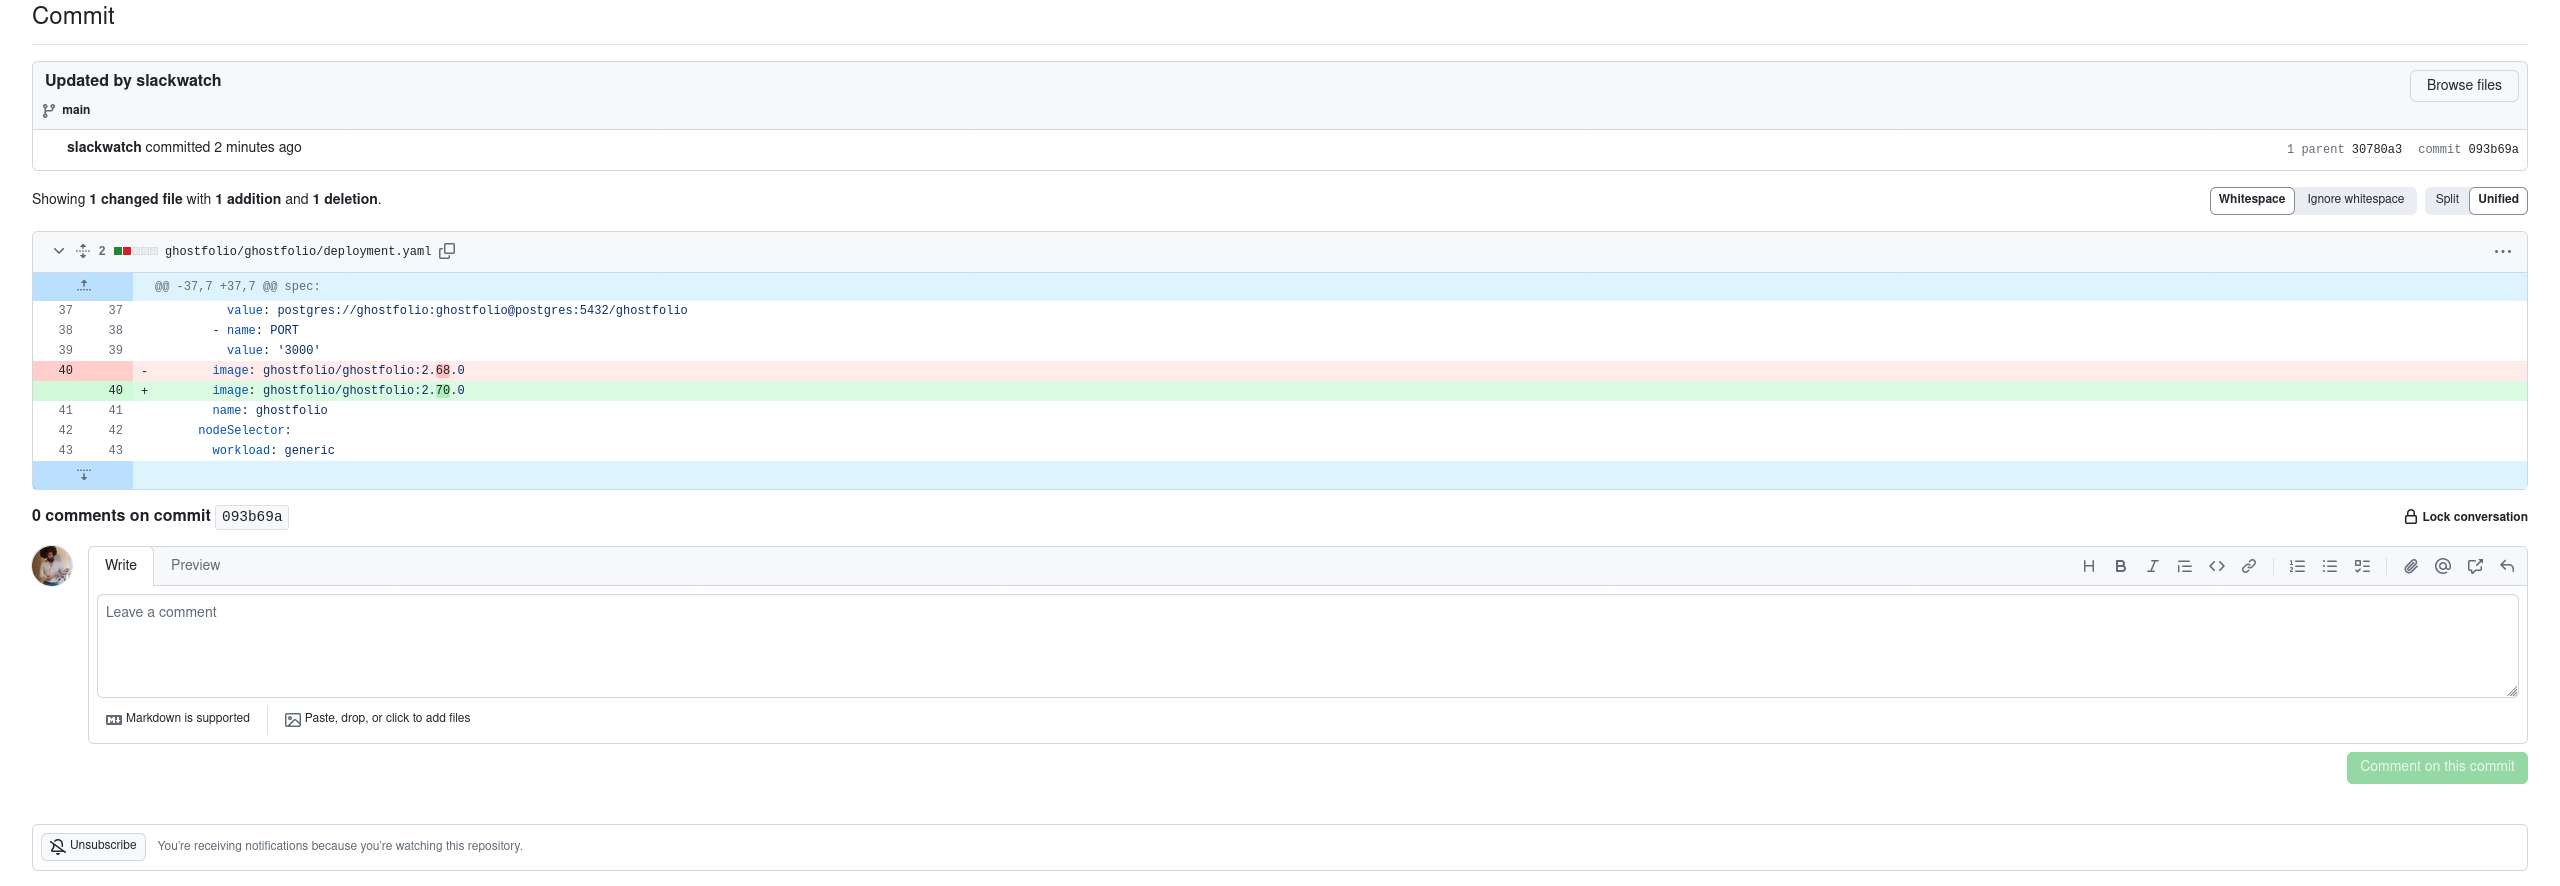 Commit
Updated by slackwatch
Browse files
main
slackwatch committed 2 minutes ago
1 parent 30780a3 commit 093b69a
Showing 1 changed file with 1 addition and 1 deletion.
Whitespace Ignore whitespace Split Unified
2 ghostfolio/ghostfolio/deployment.yaml
@@ -37,7 +37,7 @@ spec:
37 37 value: postgres://ghostfolio:ghostfolio@postgres:5432/ghostfolio
38 38 - name: PORT
39 39 value: '3000'
40 - image: ghostfolio/ghostfolio:2.68.0
40 + image: ghostfolio/ghostfolio:2.70.0
41 41 name: ghostfolio
42 42 nodeSelector:
43 43 workload: generic
0 comments on commit 093b69a
Lock conversation
Write Preview
Leave a comment
Markdown is supported
Paste, drop, or click to add files
Comment on this commit
Unsubscribe You're receiving notifications because you're watching this repository.